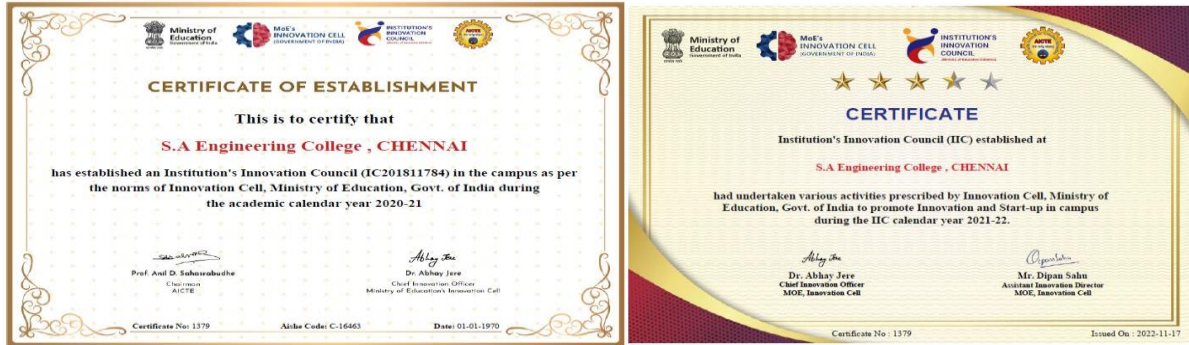 Ministry of
Education
Government of India
MoE's
INNOVATION CELL
(GOVERNMENT OF INDIA)
INSTITUTION'S
INNOVATION
COUNCIL
AICTE
CERTIFICATE OF ESTABLISHMENT
This is to certify that
S.A Engineering College , CHENNAI
has established an Institution's Innovation Council (IC201811784) in the campus as per
the norms of Innovation Cell, Ministry of Education, Govt. of India during
the academic calendar year 2020-21
Abhay Jere
Prof. Anil D. Sahasrabudhe
Chairman
AICTE
Dr. Abhay Jere
Chief Innovation Officer
Ministry of Education's Innovation Cell
Certificate No: 1379
Aishe Code: C-16463
Date: 01-01-1970
Ministry of
Education
Government of India
MoE's
INNOVATION CELL
(GOVERNMENT OF INDIA)
INSTITUTION'S
INNOVATION
COUNCIL
AICTE
CERTIFICATE
Institution's Innovation Council (IIC) established at
S.A Engineering College , CHENNAI
had undertaken various activities prescribed by Innovation Cell, Ministry of
Education, Govt. of India to promote Innovation and Start-up in campus
during the IIC calendar year 2021-22.
Abhay Jere
Dipan Sahu
Dr. Abhay Jere
Chief Innovation Officer
MOE, Innovation Cell
Mr. Dipan Sahu
Assistant Innovation Director
MOE, Innovation Cell
Certificate No : 1379
Issued On : 2022-11-17